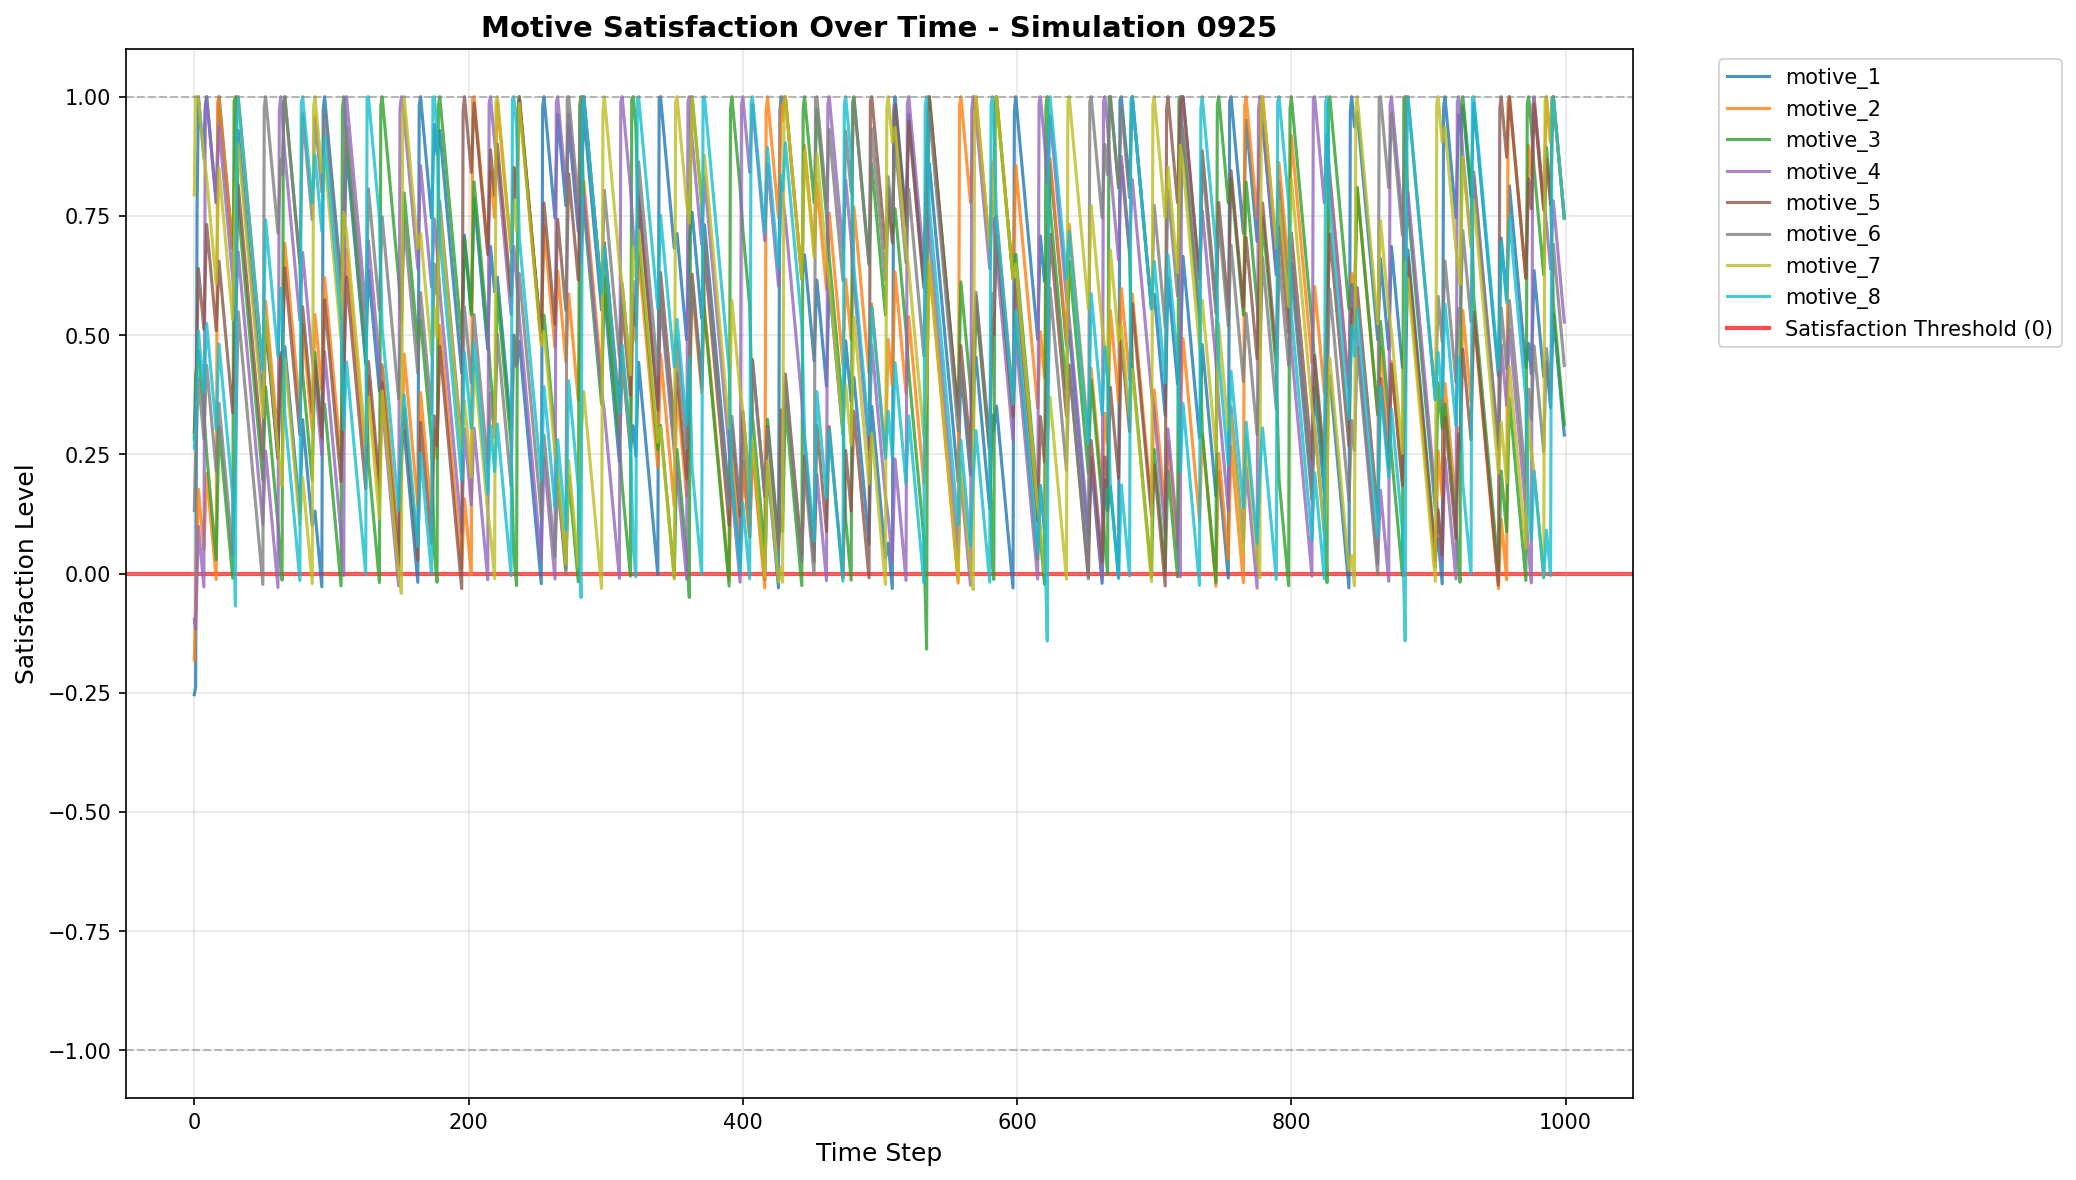 Motive Satisfaction Over Time - Simulation 0925
Satisfaction Level
1.00
0.75
0.50
0.25
0.00
−0.25
−0.50
−0.75
−1.00
0
200
400
600
800
1000
Time Step
motive_1
motive_2
motive_3
motive_4
motive_5
motive_6
motive_7
motive_8
Satisfaction Threshold (0)